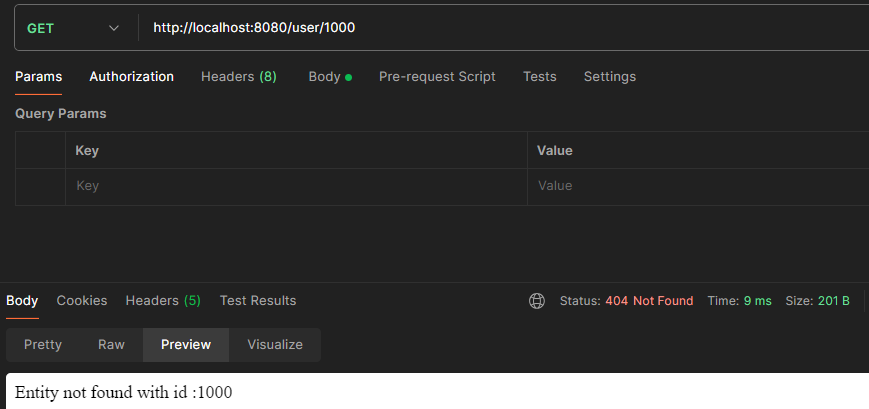 GET http://localhost:8080/user/1000
Params Authorization Headers (8) Body Pre-request Script Tests Settings
Query Params
Key Value
Key Value
Body Cookies Headers (5) Test Results Status: 404 Not Found Time: 9 ms Size: 201 B
Pretty Raw Preview Visualize
Entity not found with id :1000